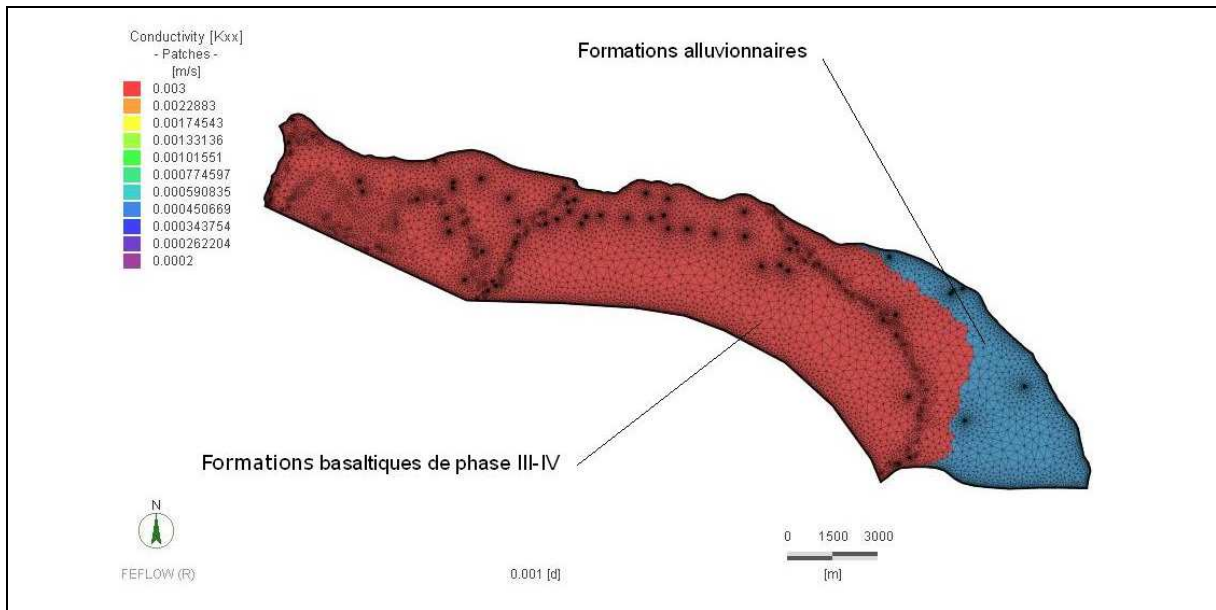 Conductivity [Kxx]
- Patches -
[m/s]
0.003
0.0022883
0.00174543
0.00133136
0.00101551
0.000774597
0.000590835
0.000450669
0.000343754
0.000262204
0.0002
Formations alluvionnaires
Formations basaltiques de phase III-IV
N
FEFLOW (R)
0.001 [d]
0 1500 3000
[m]